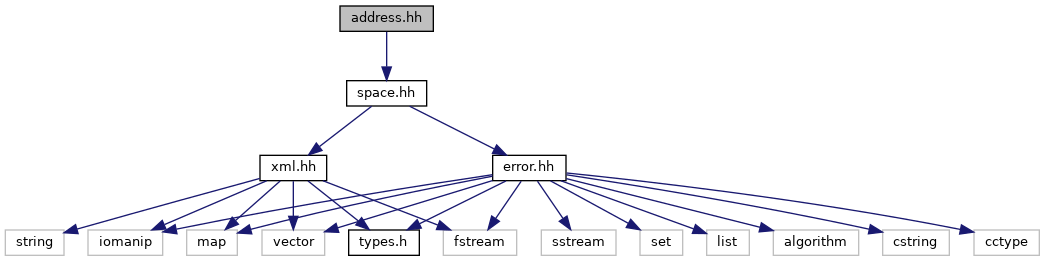 address.hh
space.hh
xml.hh
error.hh
string
iomanip
map
vector
types.h
fstream
sstream
set
list
algorithm
cstring
cctype